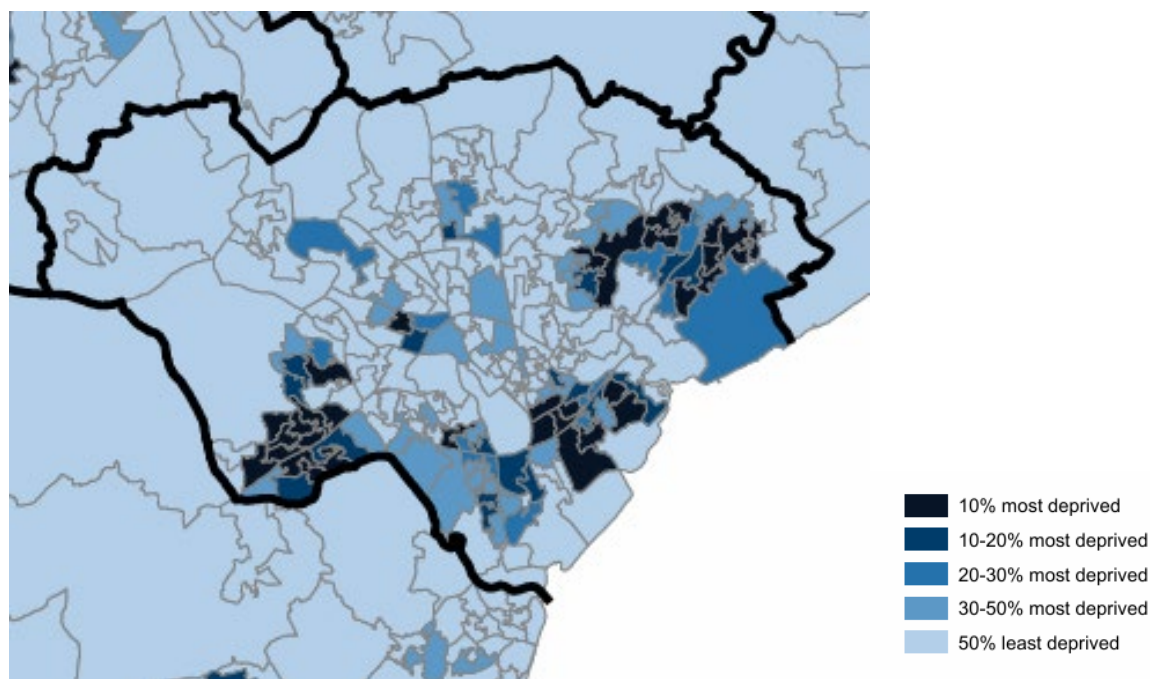 10% most deprived
10-20% most deprived
20-30% most deprived
30-50% most deprived
50% least deprived